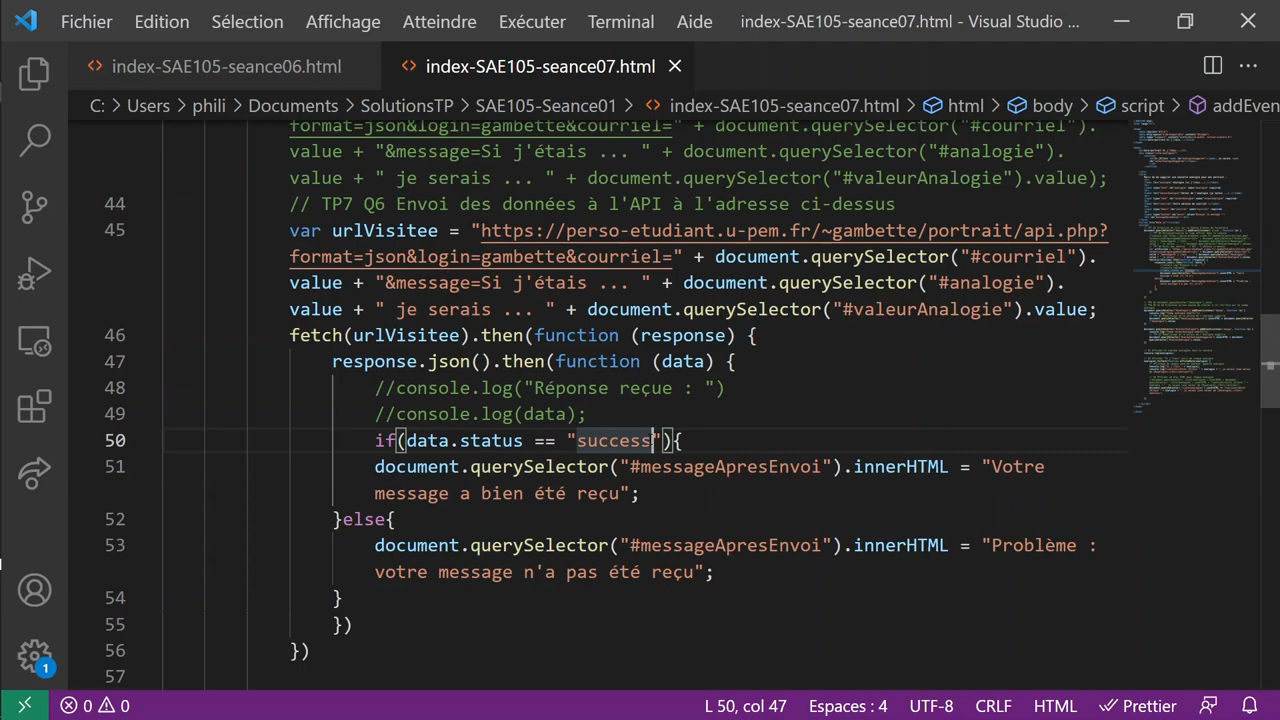 Fichier Edition Sélection Affichage Atteindre Exécuter Terminal Aide index-SAE105-seance07.html - Visual Studio ...
index-SAE105-seance06.html index-SAE105-seance07.html
C: > Users > phili > Documents > SolutionsTP > SAE105-Seance01 > index-SAE105-seance07.html > html > body > script > addEven
format=json&login=gambette&courriel=" + document.querySelector("#courriel").
value + "&message=Si j'étais ... " + document.querySelector("#analogie").
value + " je serais ... " + document.querySelector("#valeurAnalogie").value);
44 // TP7 Q6 Envoi des données à l'API à l'adresse ci-dessus
45 var urlVisitee = "https://perso-etudiant.u-pem.fr/~gambette/portrait/api.php?
format=json&login=gambette&courriel=" + document.querySelector("#courriel").
value + "&message=Si j'étais ... " + document.querySelector("#analogie").
value + " je serais ... " + document.querySelector("#valeurAnalogie").value;
46 fetch(urlVisitee).then(function (response) {
47 response.json().then(function (data) {
48 //console.log("Réponse reçue : ")
49 //console.log(data);
50 if(data.status == "success"){
51 document.querySelector("#messageApresEnvoi").innerHTML = "Votre
message a bien été reçu";
52 }else{
53 document.querySelector("#messageApresEnvoi").innerHTML = "Problème :
votre message n'a pas été reçu";
54 }
55 })
56 })
57
1
0 0 L 50, col 47 Espaces : 4 UTF-8 CRLF HTML Prettier